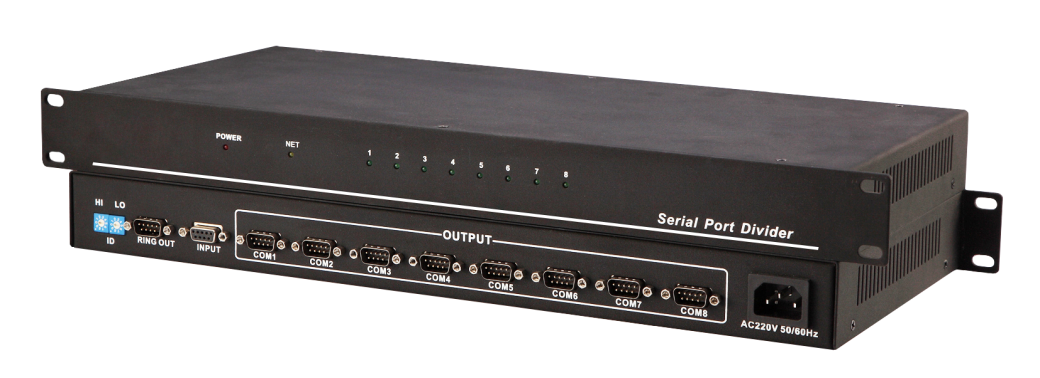 POWER
NET
1 2 3 4 5 6 7 8
Serial Port Divider
HI LO
ID
RING OUT
INPUT
OUTPUT
COM1 COM2 COM3 COM4 COM5 COM6 COM7 COM8
AC220V 50/60Hz